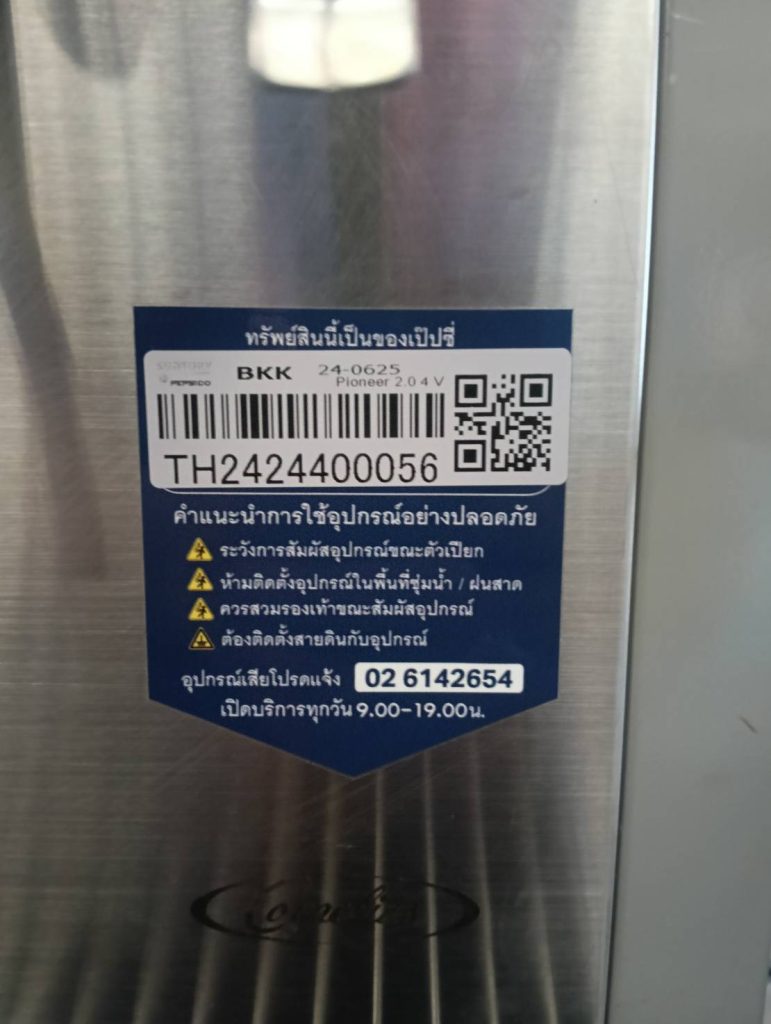 ทรัพย์สินนี้เป็นของเป๊ปซี่
PEPSICO
BKK 24-0625
Pioneer 2.0 4 V
TH2424400056
คำแนะนำการใช้อุปกรณ์อย่างปลอดภัย
ระวังการสัมผัสอุปกรณ์ขณะตัวเปียก
ห้ามติดตั้งอุปกรณ์ในพื้นที่ชุ่มน้ำ / ฝนสาด
ควรสวมรองเท้าขณะสัมผัสอุปกรณ์
ต้องติดตั้งสายดินกับอุปกรณ์
อุปกรณ์เสียโปรดแจ้ง 02 6142654
เปิดบริการทุกวัน 9.00-19.00น.
Cornelius